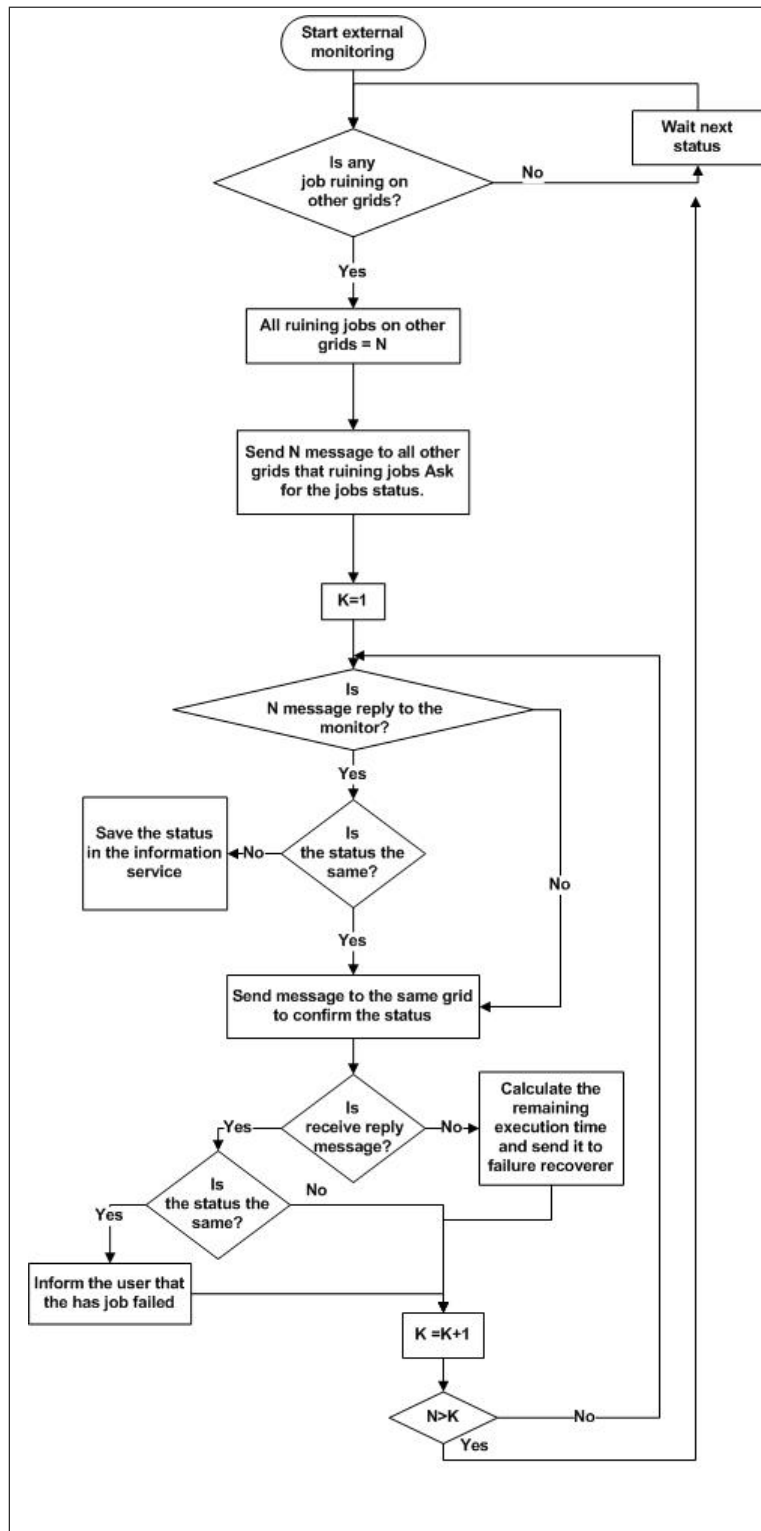 Start external
monitoring
Wait next
status
Is any
job ruining on
other grids?
No
Yes
All ruining jobs on other
grids = N
Send N message to all other
grids that ruining jobs Ask
for the jobs status.
K=1
Is
N message reply to the
monitor?
Yes
Save the status
in the information
service
No
Is
the status the
same?
No
Yes
Send message to the same grid
to confirm the status
Is
receive reply
message?
Yes
No
Calculate the
remaining
execution time
and send it to
failure recoverer
Is
the status the
same?
No
Yes
Inform the user that
the has job failed
K =K+1
N>K
No
Yes